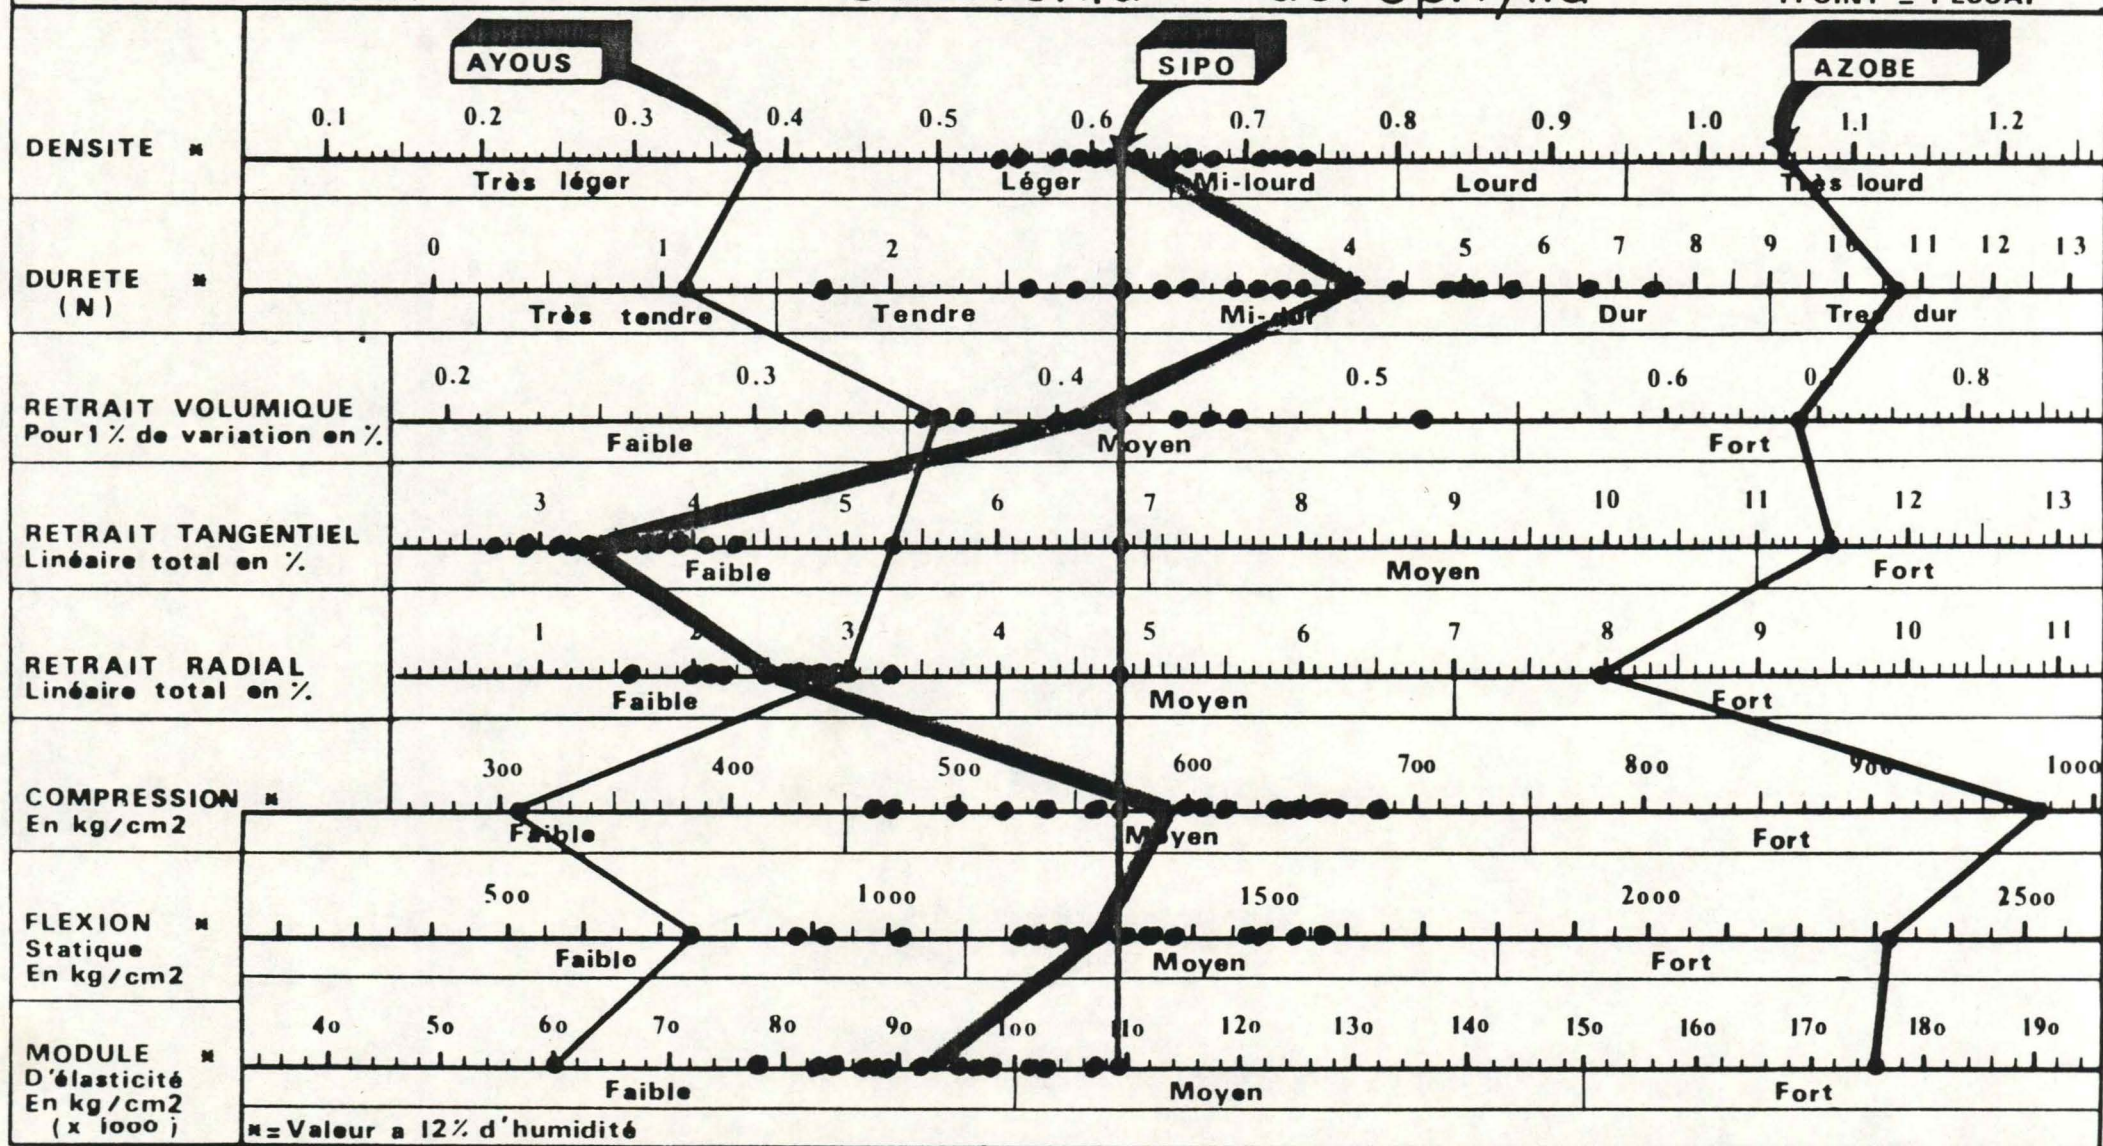 AYOUS
SIPO
AZOBE
DENSITE *
0.1 0.2 0.3 0.4 0.5 0.6 0.7 0.8 0.9 1.0 1.1 1.2
Très léger Léger Mi-lourd Lourd Très lourd
DURETE *
(N)
0 1 2 4 5 6 7 8 9 10 11 12 13
Très tendre Tendre Mi-dur Dur Tres dur
RETRAIT VOLUMIQUE
Pour 1 % de variation en %
0.2 0.3 0.4 0.5 0.6 0.8
Faible Moyen Fort
RETRAIT TANGENTIEL
Linéaire total en %
3 4 5 6 7 8 9 10 11 12 13
Faible Moyen Fort
RETRAIT RADIAL
Linéaire total en %
1 2 3 4 5 6 7 8 9 10 11
Faible Moyen Fort
COMPRESSION *
En kg/cm2
300 400 500 600 700 800 900 1000
Faible Moyen Fort
FLEXION *
Statique
En kg/cm2
500 1000 1500 2000 2500
Faible Moyen Fort
MODULE *
D'élasticité
En kg/cm2
(x 1000)
40 50 60 70 80 90 100 110 120 130 140 150 160 170 180 190
Faible Moyen Fort
* = Valeur a 12% d'humidité